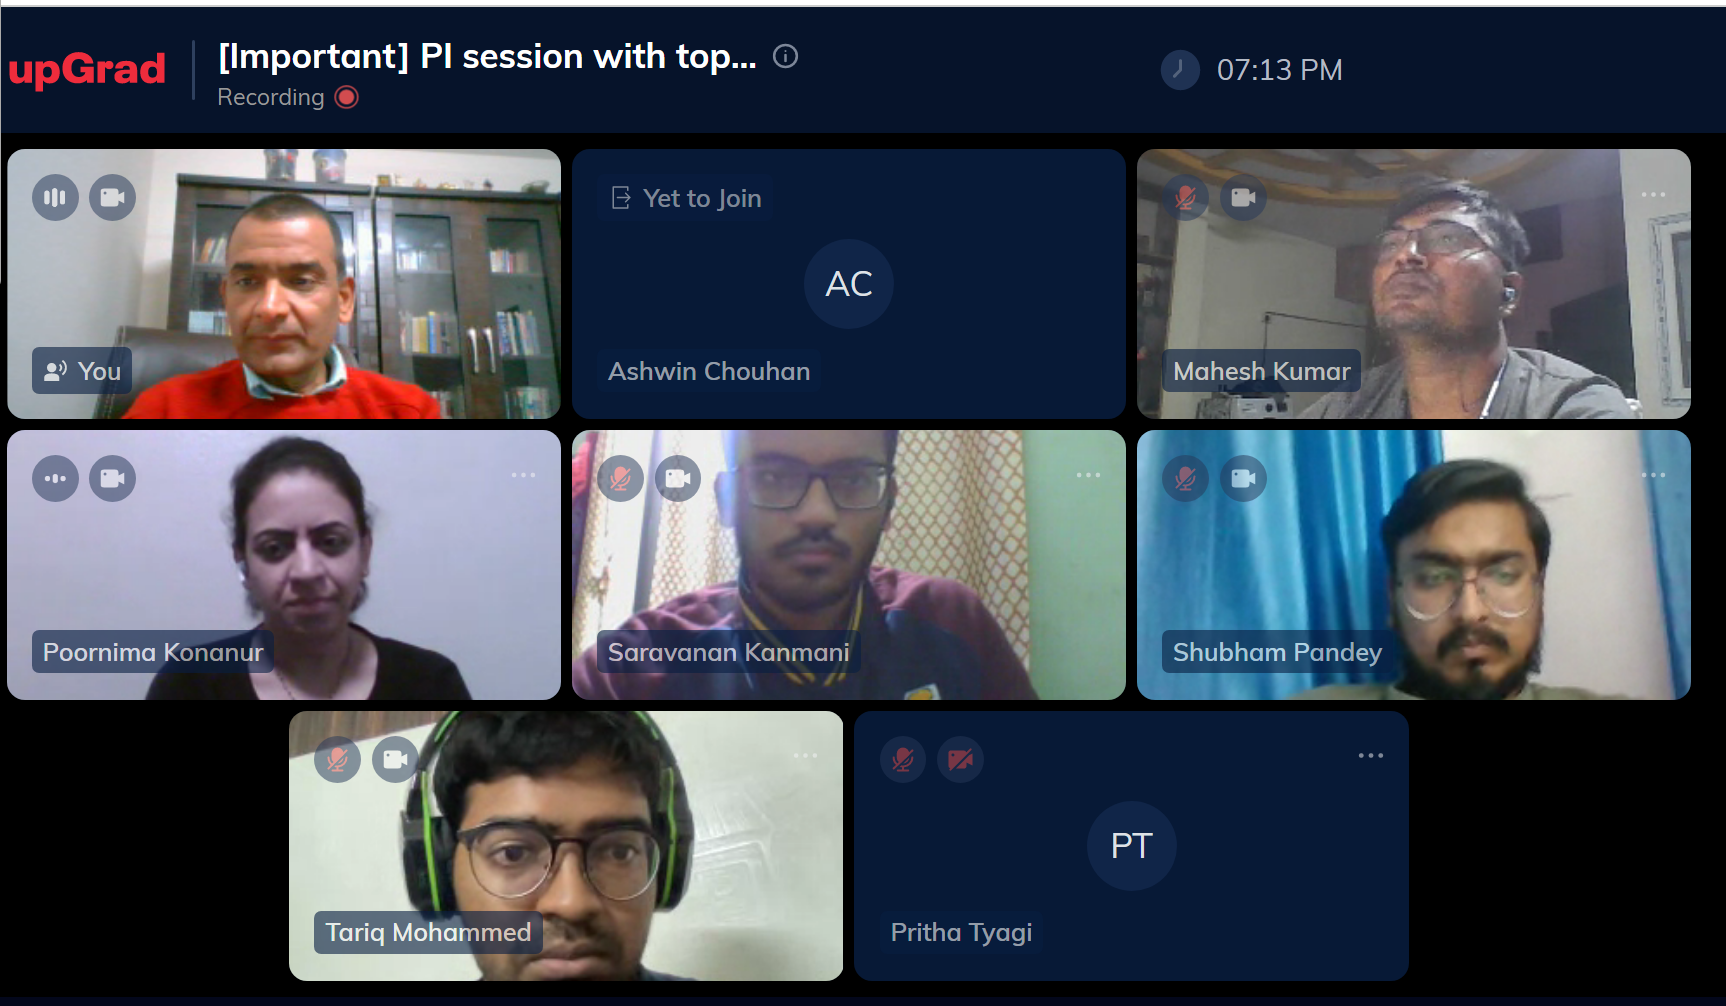 upGrad
[Important] PI session with top...
Recording
07:13 PM
You
Yet to Join
AC
Ashwin Chouhan
Mahesh Kumar
Poornima Konanur
Saravanan Kanmani
Shubham Pandey
Tariq Mohammed
PT
Pritha Tyagi